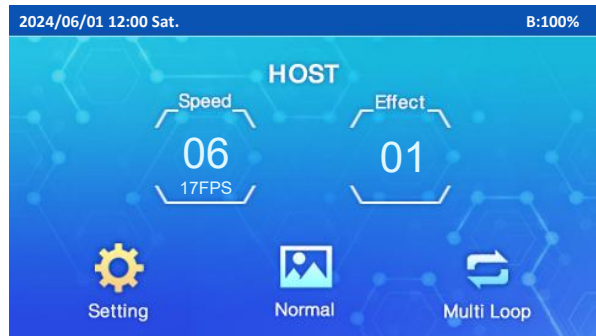 2024/06/01 12:00 Sat. B:100%
HOST
Speed Effect
06 01
17FPS
Setting Normal Multi Loop